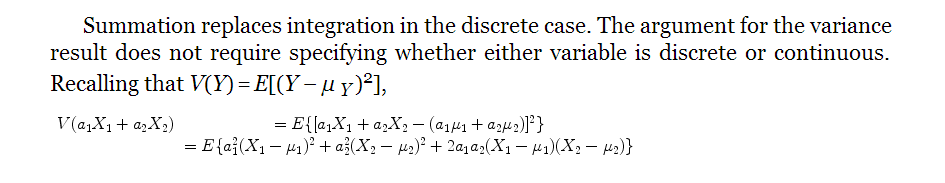 Summation replaces integration in the discrete case. The argument for the variance
result does not require specifying whether either variable is discrete or continuous.
Recalling that V(Y) = E[(Y − μ_Y)²],
V(a₁X₁ + a₂X₂) = E{[a₁X₁ + a₂X₂ − (a₁μ₁ + a₂μ₂)]²}
= E{a₁²(X₁ − μ₁)² + a₂²(X₂ − μ₂)² + 2a₁a₂(X₁ − μ₁)(X₂ − μ₂)}